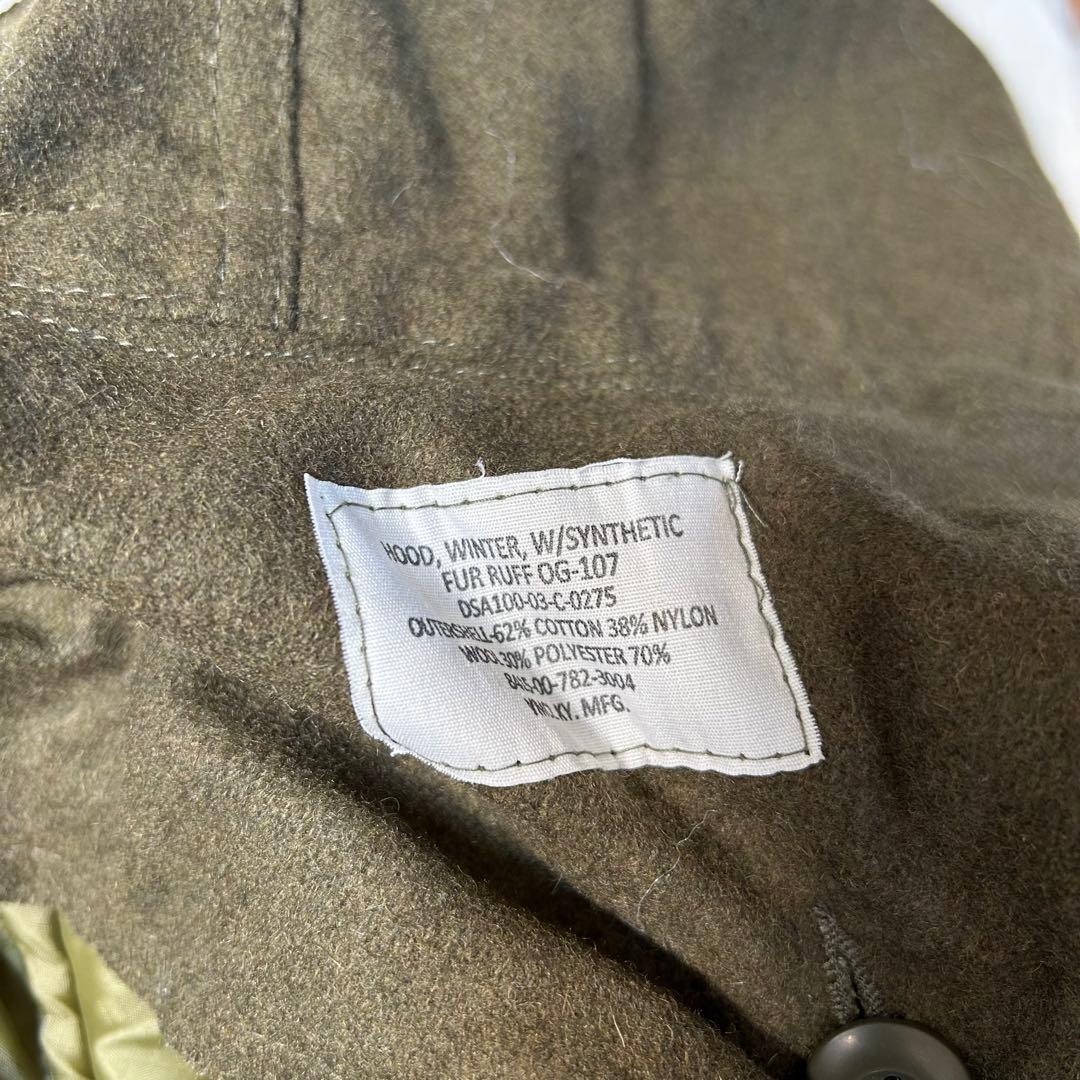 HOOD, WINTER, W/SYNTHETIC
FUR RUFF OG-107
DSA100-03-C-0275
OUTERSHELL-62% COTTON 38% NYLON
30% POLYESTER 70%
8415-00-782-3004
MFG.